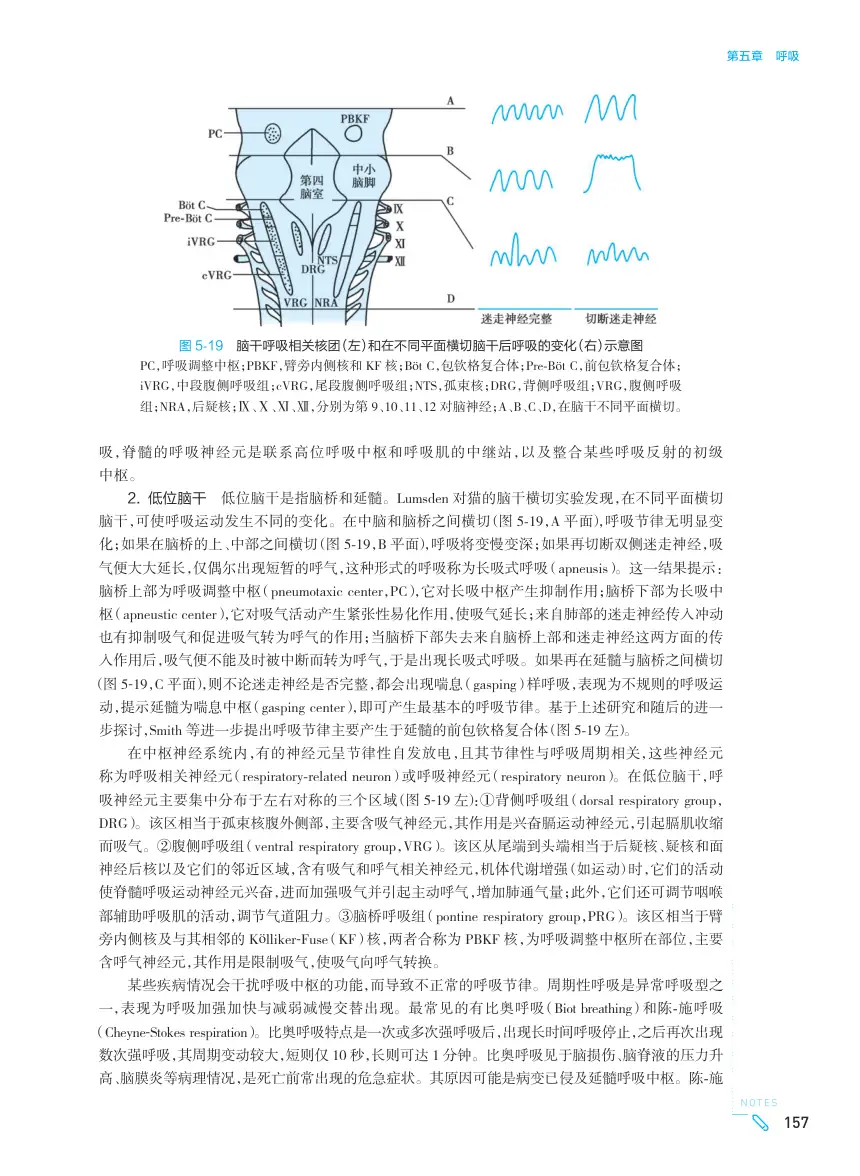 第五章 呼吸
A
PBKF
PC
B
中小
脑脚
第四
脑室
C
Böt C
Pre-Böt C
Ⅸ
Ⅹ
iVRG
Ⅺ
NTS
Ⅻ
DRG
cVRG
VRG NRA
D
迷走神经完整 切断迷走神经
图 5-19 脑干呼吸相关核团(左)和在不同平面横切脑干后呼吸的变化(右)示意图
PC,呼吸调整中枢;PBKF,臂旁内侧核和 KF 核;Böt C,包钦格复合体;Pre-Böt C,前包钦格复合体;
iVRG,中段腹侧呼吸组;cVRG,尾段腹侧呼吸组;NTS,孤束核;DRG,背侧呼吸组;VRG,腹侧呼吸
组;NRA,后疑核;Ⅸ、Ⅹ、Ⅺ、Ⅻ,分别为第 9、10、11、12 对脑神经;A、B、C、D,在脑干不同平面横切。
吸,脊髓的呼吸神经元是联系高位呼吸中枢和呼吸肌的中继站,以及整合某些呼吸反射的初级
中枢。
2. 低位脑干 低位脑干是指脑桥和延髓。Lumsden 对猫的脑干横切实验发现,在不同平面横切
脑干,可使呼吸运动发生不同的变化。在中脑和脑桥之间横切(图 5-19,A 平面),呼吸节律无明显变
化;如果在脑桥的上、中部之间横切(图 5-19,B 平面),呼吸将变慢变深;如果再切断双侧迷走神经,吸
气便大大延长,仅偶尔出现短暂的呼气,这种形式的呼吸称为长吸式呼吸(apneusis)。这一结果提示:
脑桥上部为呼吸调整中枢(pneumotaxic center,PC),它对长吸中枢产生抑制作用;脑桥下部为长吸中
枢(apneustic center),它对吸气活动产生紧张性易化作用,使吸气延长;来自肺部的迷走神经传入冲动
也有抑制吸气和促进吸气转为呼气的作用;当脑桥下部失去来自脑桥上部和迷走神经这两方面的传
入作用后,吸气便不能及时被中断而转为呼气,于是出现长吸式呼吸。如果再在延髓与脑桥之间横切
(图 5-19,C 平面),则不论迷走神经是否完整,都会出现喘息(gasping)样呼吸,表现为不规则的呼吸运
动,提示延髓为喘息中枢(gasping center),即可产生最基本的呼吸节律。基于上述研究和随后的进一
步探讨,Smith 等进一步提出呼吸节律主要产生于延髓的前包钦格复合体(图 5-19 左)。
在中枢神经系统内,有的神经元呈节律性自发放电,且其节律性与呼吸周期相关,这些神经元
称为呼吸相关神经元(respiratory-related neuron)或呼吸神经元(respiratory neuron)。在低位脑干,呼
吸神经元主要集中分布于左右对称的三个区域(图 5-19 左):①背侧呼吸组(dorsal respiratory group,
DRG)。该区相当于孤束核腹外侧部,主要含吸气神经元,其作用是兴奋膈运动神经元,引起膈肌收缩
而吸气。②腹侧呼吸组(ventral respiratory group,VRG)。该区从尾端到头端相当于后疑核、疑核和面
神经后核以及它们的邻近区域,含有吸气和呼气相关神经元,机体代谢增强(如运动)时,它们的活动
使脊髓呼吸运动神经元兴奋,进而加强吸气并引起主动呼气,增加肺通气量;此外,它们还可调节咽喉
部辅助呼吸肌的活动,调节气道阻力。③脑桥呼吸组(pontine respiratory group,PRG)。该区相当于臂
旁内侧核及与其相邻的 Kölliker-Fuse(KF)核,两者合称为 PBKF 核,为呼吸调整中枢所在部位,主要
含呼气神经元,其作用是限制吸气,使吸气向呼气转换。
某些疾病情况会干扰呼吸中枢的功能,而导致不正常的呼吸节律。周期性呼吸是异常呼吸型之
一,表现为呼吸加强加快与减弱减慢交替出现。最常见的有比奥呼吸(Biot breathing)和陈-施呼吸
(Cheyne-Stokes respiration)。比奥呼吸特点是一次或多次强呼吸后,出现长时间呼吸停止,之后再次出现
数次强呼吸,其周期变动较大,短则仅 10 秒,长则可达 1 分钟。比奥呼吸见于脑损伤、脑脊液的压力升
高、脑膜炎等病理情况,是死亡前常出现的危急症状。其原因可能是病变已侵及延髓呼吸中枢。陈-施
NOTES
157